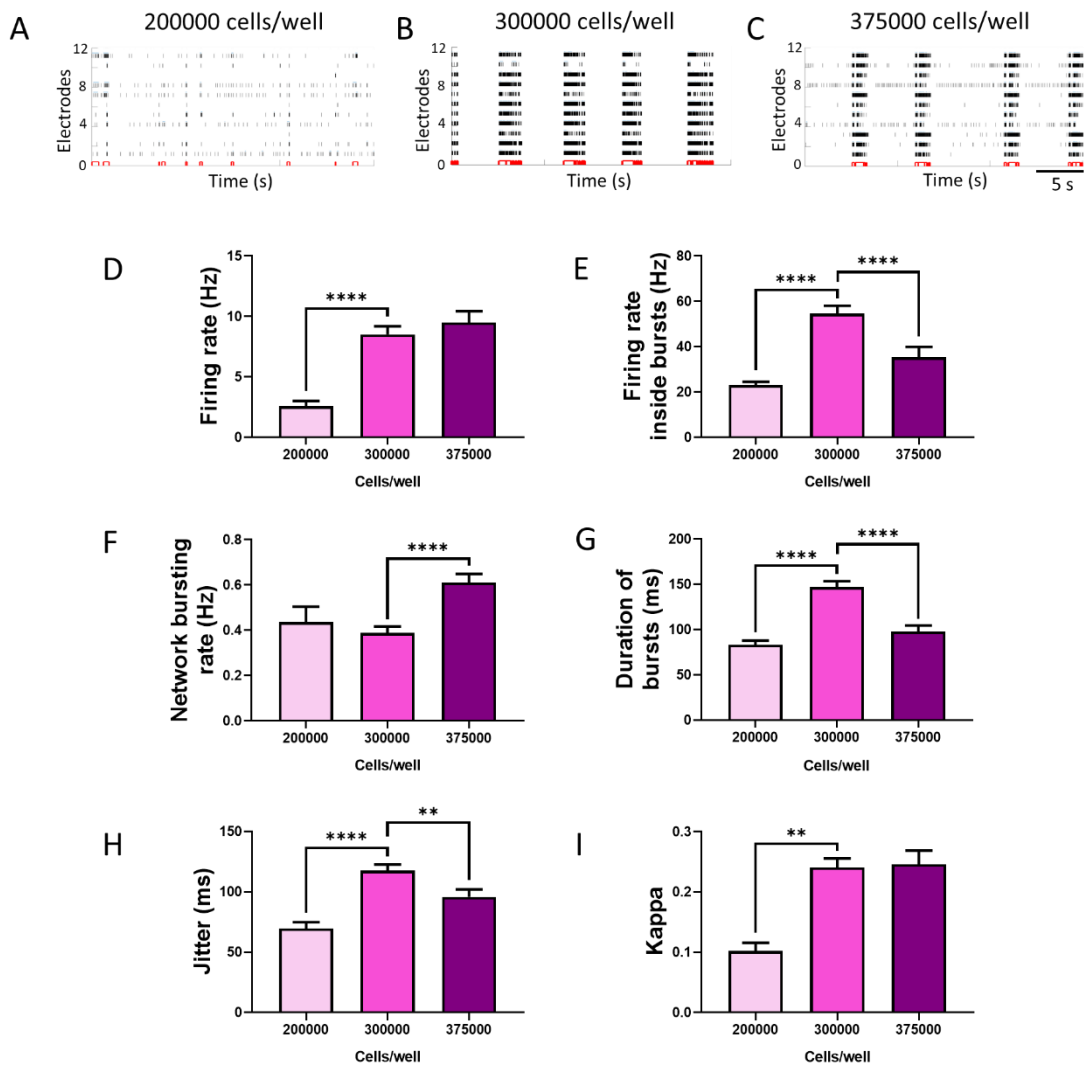 A
200000 cells/well
12
8
4
0
Electrodes
Time (s)
B
300000 cells/well
12
8
4
0
Electrodes
Time (s)
C
375000 cells/well
12
8
4
0
Electrodes
Time (s)
5 s
D
Firing rate (Hz)
15
10
5
0
****
200000 300000 375000
Cells/well
E
Firing rate
inside bursts (Hz)
80
60
40
20
0
**** ****
200000 300000 375000
Cells/well
F
Network bursting
rate (Hz)
0.8
0.6
0.4
0.2
0.0
****
200000 300000 375000
Cells/well
G
Duration of
bursts (ms)
200
150
100
50
0
**** ****
200000 300000 375000
Cells/well
H
Jitter (ms)
150
100
50
0
**** **
200000 300000 375000
Cells/well
I
Kappa
0.3
0.2
0.1
0.0
**
200000 300000 375000
Cells/well